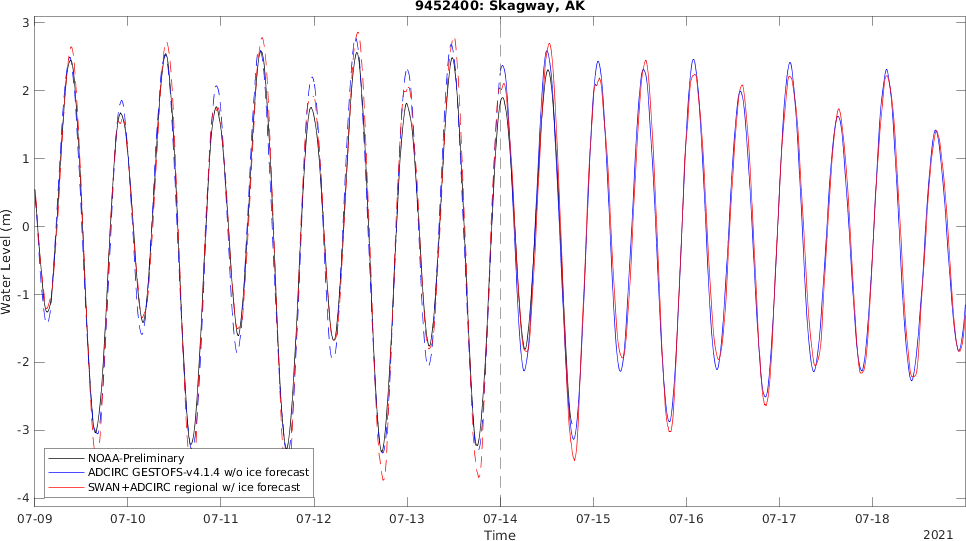 9452400: Skagway, AK
3
2
1
0
-1
-2
-3
-4
Water Level (m)
NOAA-Preliminary
ADCIRC GESTOFS-v4.1.4 w/o ice forecast
SWAN+ADCIRC regional w/ ice forecast
07-09 07-10 07-11 07-12 07-13 07-14 07-15 07-16 07-17 07-18
Time
2021